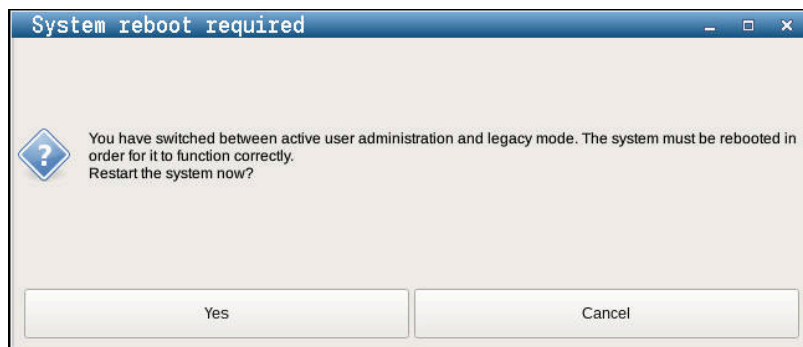 System reboot required
You have switched between active user administration and legacy mode. The system must be rebooted in
order for it to function correctly.
Restart the system now?
Yes
Cancel